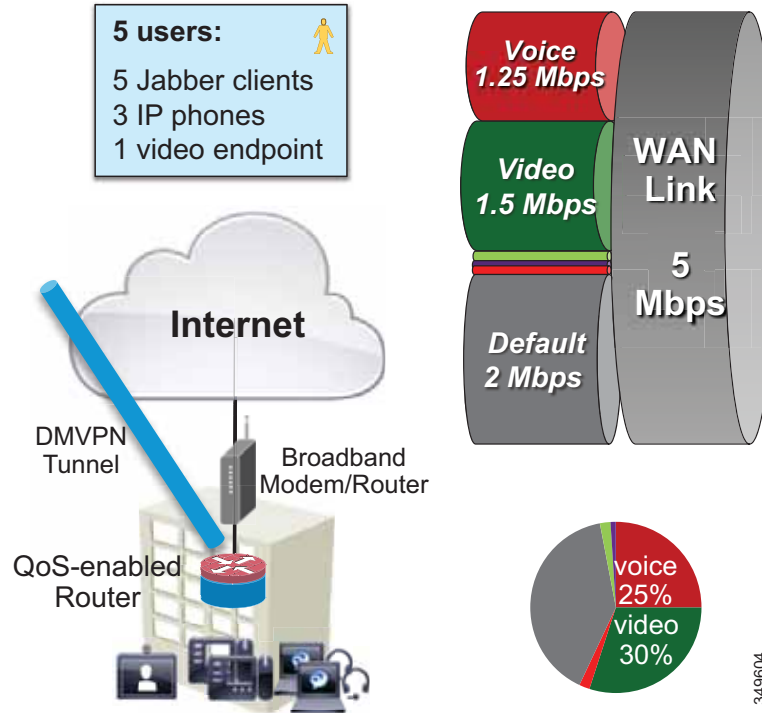 5 users:
5 Jabber clients
3 IP phones
1 video endpoint
Voice
1.25 Mbps
Video
1.5 Mbps
Default
2 Mbps
WAN
Link
5
Mbps
Internet
DMVPN
Tunnel
Broadband
Modem/Router
QoS-enabled
Router
voice
25%
video
30%
349604